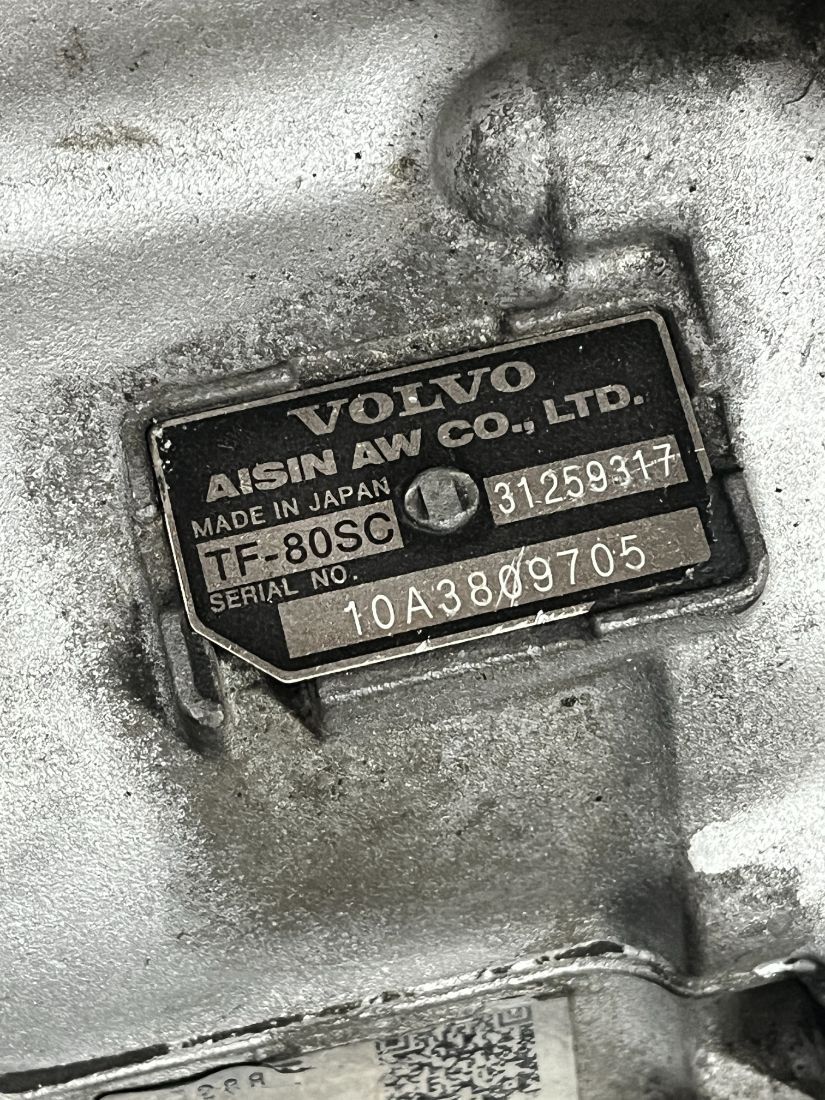 VOLVO
AISIN AW CO., LTD.
MADE IN JAPAN
31259317
TF-80SC
SERIAL NO.
10A3809705